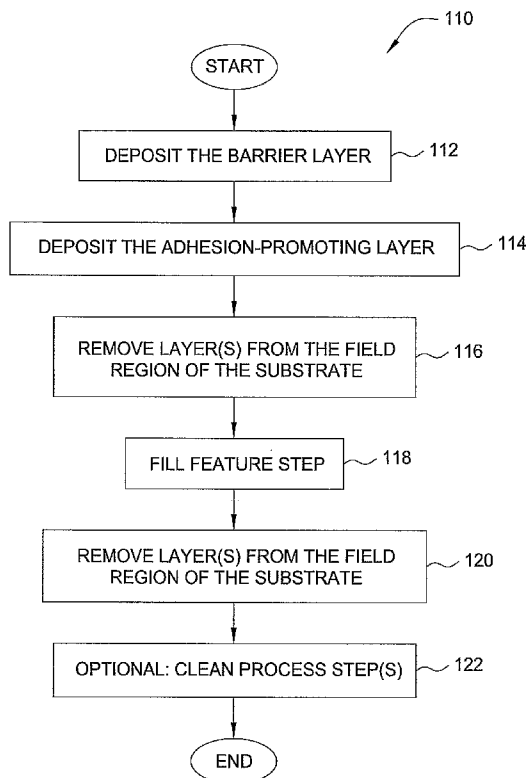 110
START
DEPOSIT THE BARRIER LAYER
112
DEPOSIT THE ADHESION-PROMOTING LAYER
114
REMOVE LAYER(S) FROM THE FIELD
REGION OF THE SUBSTRATE
116
FILL FEATURE STEP
118
REMOVE LAYER(S) FROM THE FIELD
REGION OF THE SUBSTRATE
120
OPTIONAL: CLEAN PROCESS STEP(S)
122
END